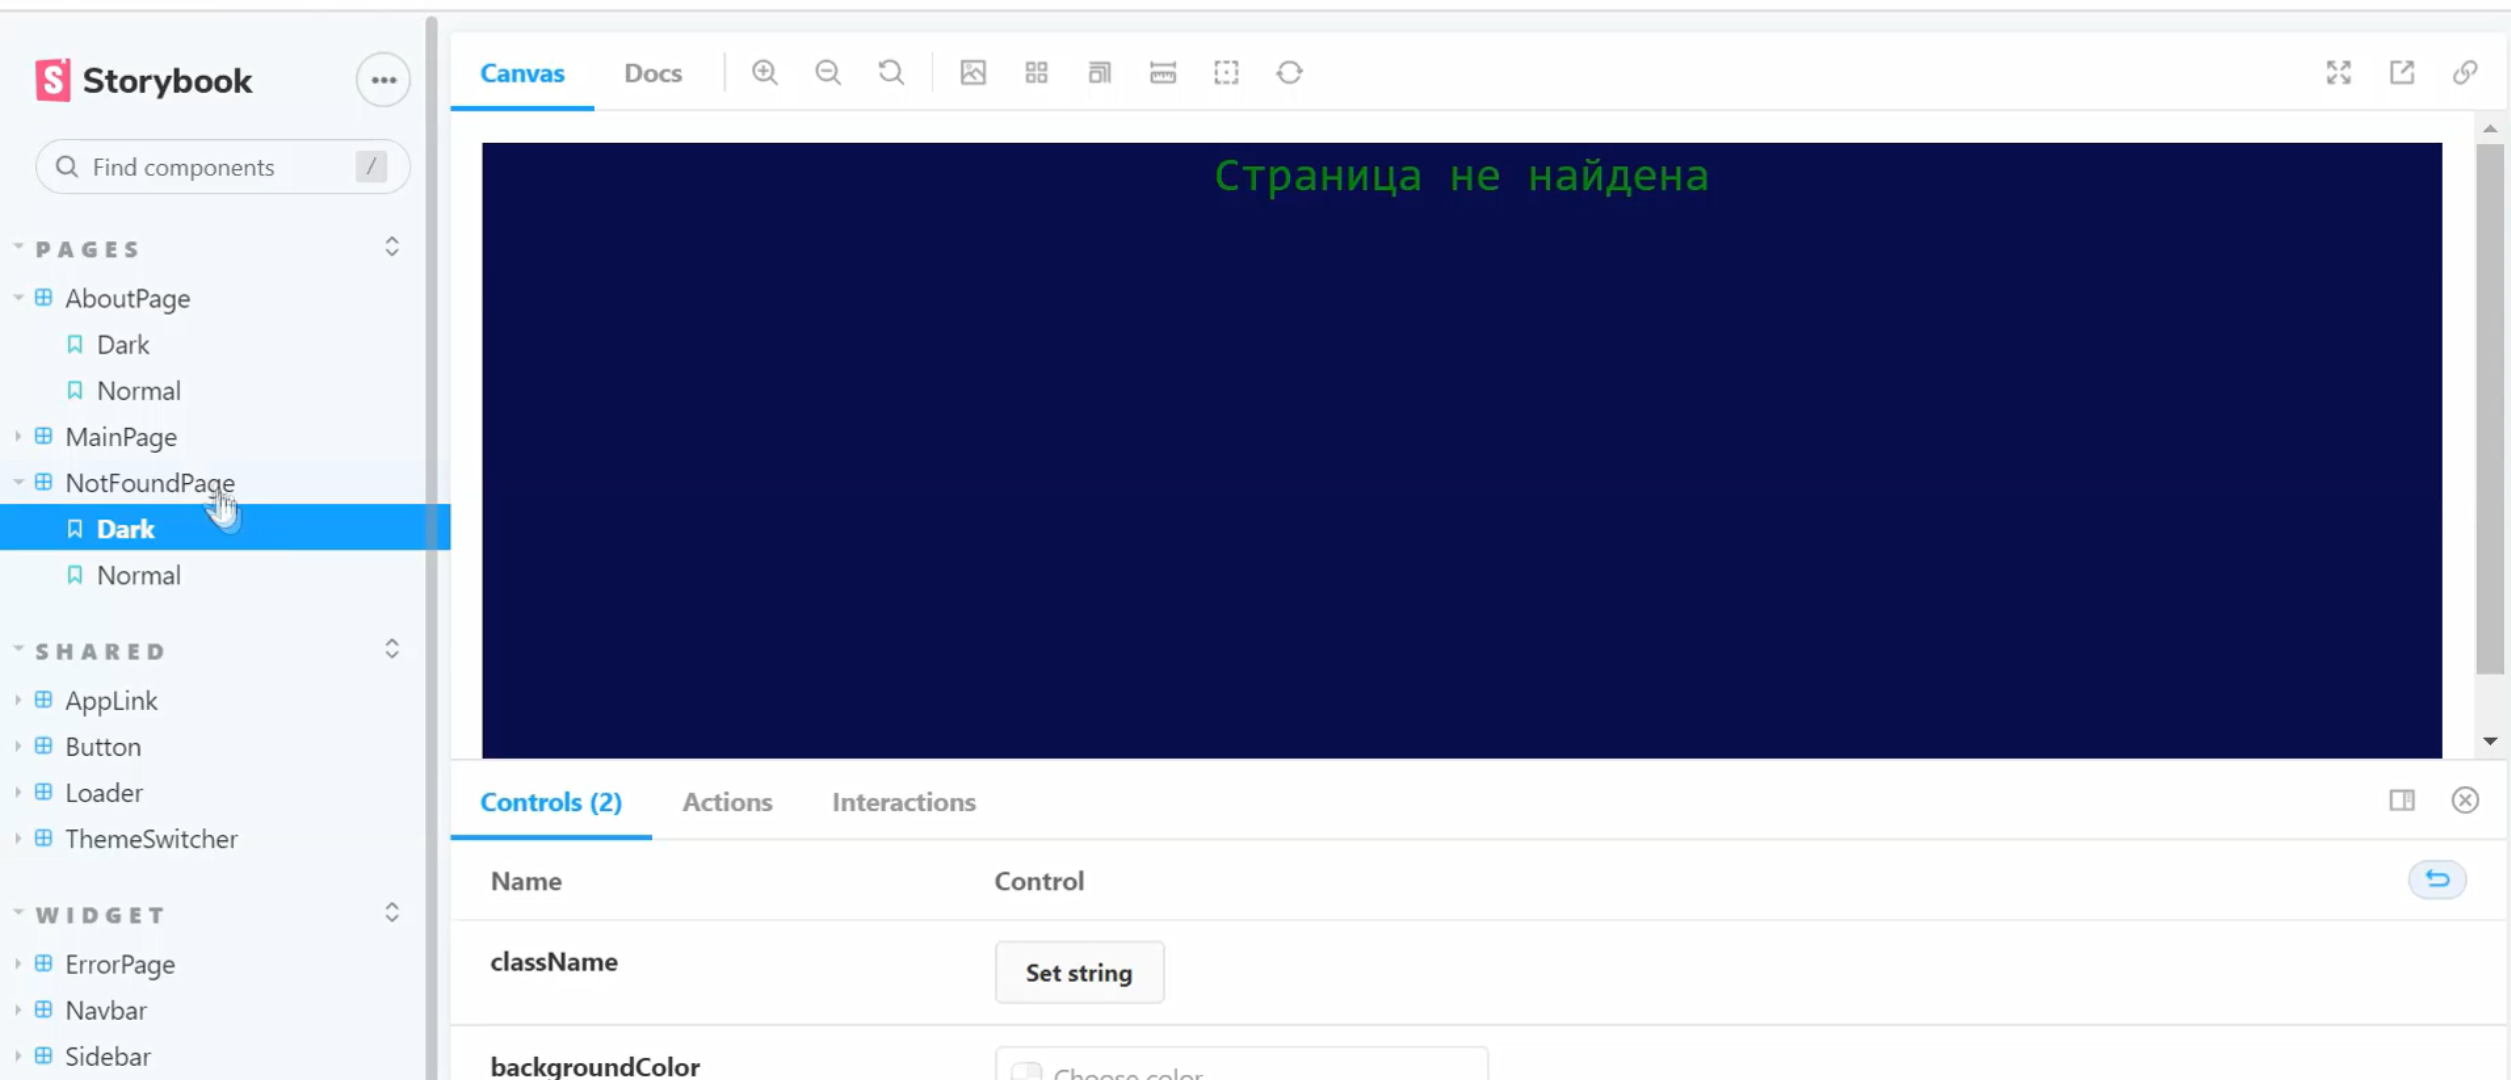 Storybook
Find components
/
PAGES
AboutPage
Dark
Normal
MainPage
NotFoundPage
Dark
Normal
SHARED
AppLink
Button
Loader
ThemeSwitcher
WIDGET
ErrorPage
Navbar
Sidebar
Canvas
Docs
Страница не найдена
Controls (2)
Actions
Interactions
Name
Control
className
Set string
backgroundColor
Choose color